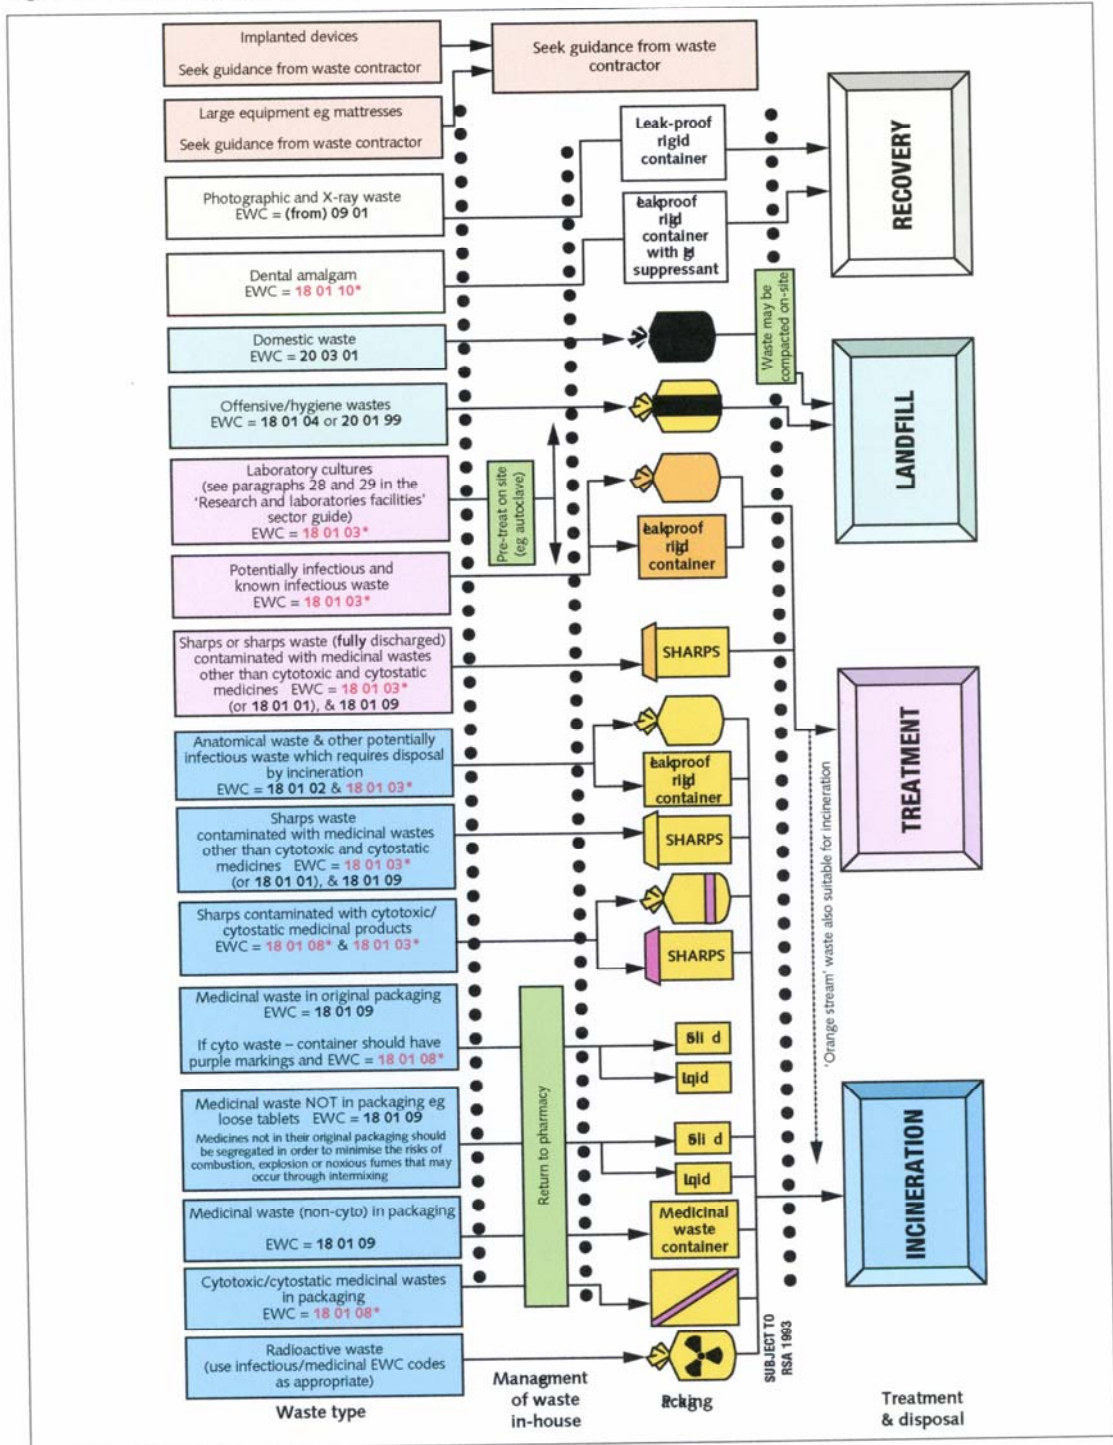 Implanted devices
Seek guidance from waste contractor
Seek guidance from waste
contractor
Large equipment eg mattresses
Seek guidance from waste contractor
Photographic and X-ray waste
EWC = (from) 09 01
Dental amalgam
EWC = 18 01 10*
Domestic waste
EWC = 20 03 01
Offensive/hygiene wastes
EWC = 18 01 04 or 20 01 99
Laboratory cultures
(see paragraphs 28 and 29 in the
'Research and laboratories facilities'
sector guide)
EWC = 18 01 03*
Potentially infectious and
known infectious waste
EWC = 18 01 03*
Sharps or sharps waste (fully discharged)
contaminated with medicinal wastes
other than cytotoxic and cytostatic
medicines EWC = 18 01 03*
(or 18 01 01), & 18 01 09
Anatomical waste & other potentially
infectious waste which requires disposal
by incineration
EWC = 18 01 02 & 18 01 03*
Sharps waste
contaminated with medicinal wastes
other than cytotoxic and cytostatic
medicines EWC = 18 01 03*
(or 18 01 01), & 18 01 09
Sharps contaminated with cytotoxic/
cytostatic medicinal products
EWC = 18 01 08* & 18 01 03*
Medicinal waste in original packaging
EWC = 18 01 09
If cyto waste – container should have
purple markings and EWC = 18 01 08*
Medicinal waste NOT in packaging eg
loose tablets EWC = 18 01 09
Medicines not in their original packaging should
be segregated in order to minimise the risks of
combustion, explosion or noxious fumes that may
occur through intermixing
Medicinal waste (non-cyto) in packaging
EWC = 18 01 09
Cytotoxic/cytostatic medicinal wastes
in packaging
EWC = 18 01 08*
Radioactive waste
(use infectious/medicinal EWC codes
as appropriate)
Waste type
Pre-treat on site
(eg autoclave)
Return to pharmacy
Managment
of waste
in-house
Leak-proof
rigid
container
container
with
suppressant
container
SHARPS
container
SHARPS
SHARPS
Medicinal
waste
container
Waste may be
compacted on-site
SUBJECT TO
RSA 1993
'Orange stream' waste also suitable for incineration
RECOVERY
LANDFILL
TREATMENT
INCINERATION
Treatment
& disposal